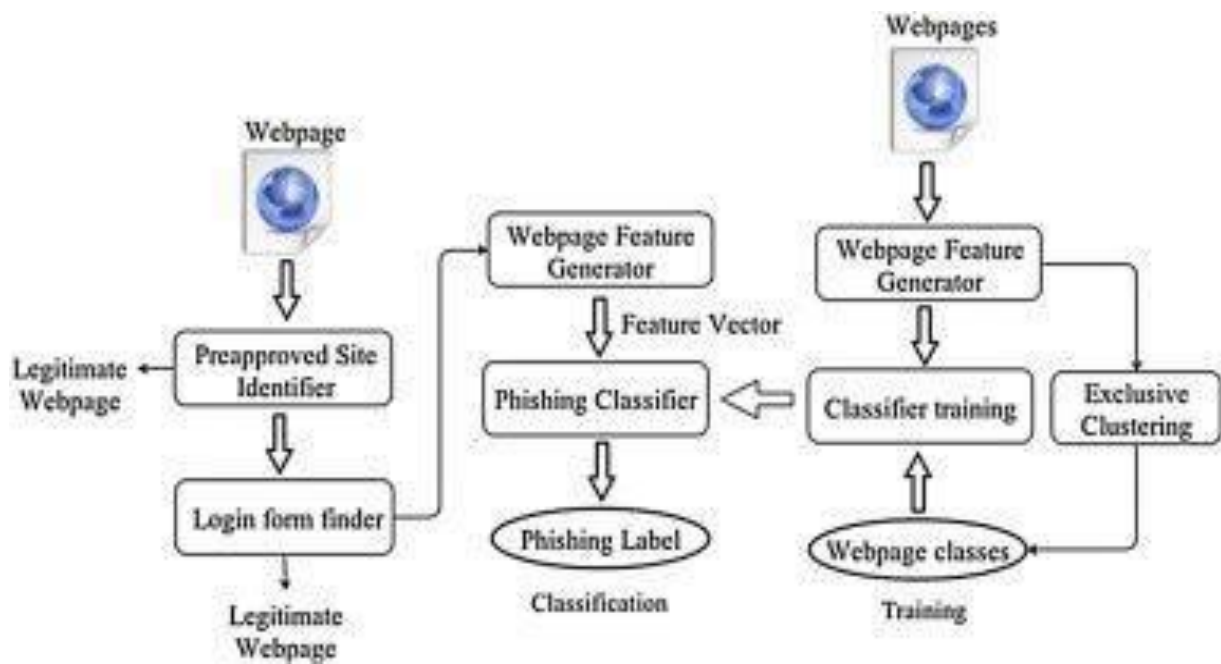 Webpages
Webpage
Webpage Feature
Generator
Webpage Feature
Generator
Feature Vector
Preapproved Site
Identifier
Legitimate
Webpage
Phishing Classifier
Classifier training
Exclusive
Clustering
Login form finder
Phishing Label
Webpage classes
Classification
Training
Legitimate
Webpage